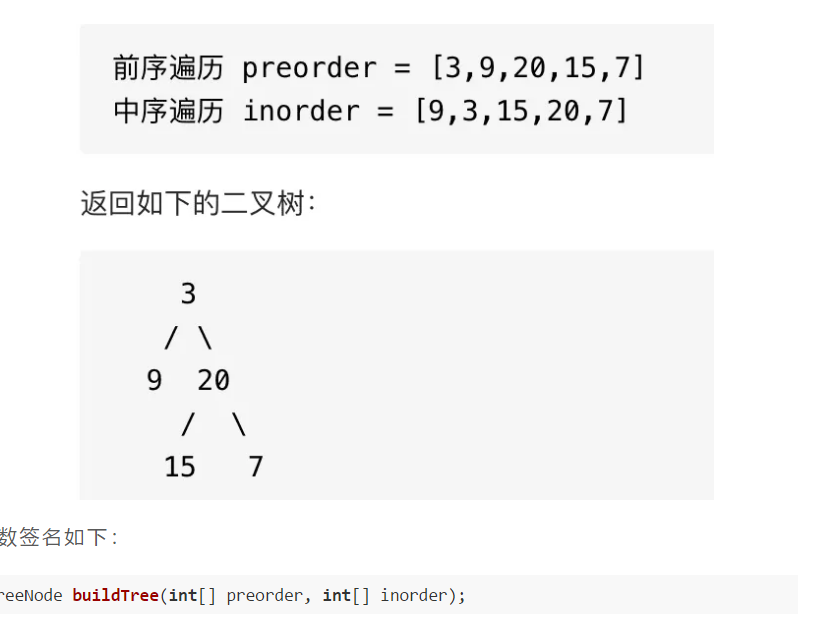 前序遍历 preorder = [3,9,20,15,7]
中序遍历 inorder = [9,3,15,20,7]
返回如下的二叉树：
3
/ \
9 20
/ \
15 7
数签名如下：
reeNode buildTree(int[] preorder, int[] inorder);